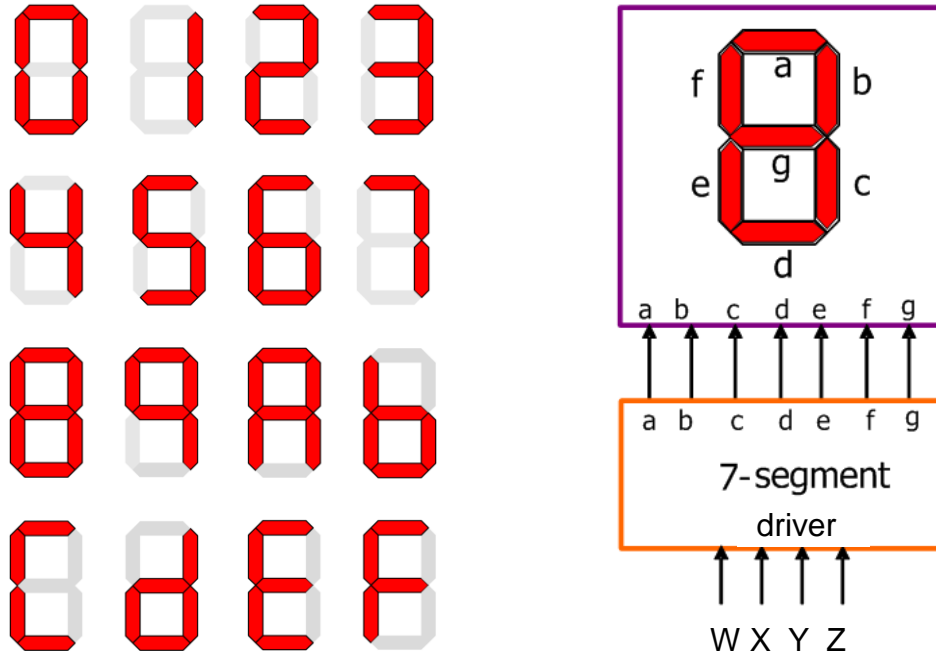 0 1 2 3
4 5 6 7
8 9 A b
C d E F
f a b
g
e c
d
a b c d e f g
a b c d e f g
7-segment
driver
W X Y Z